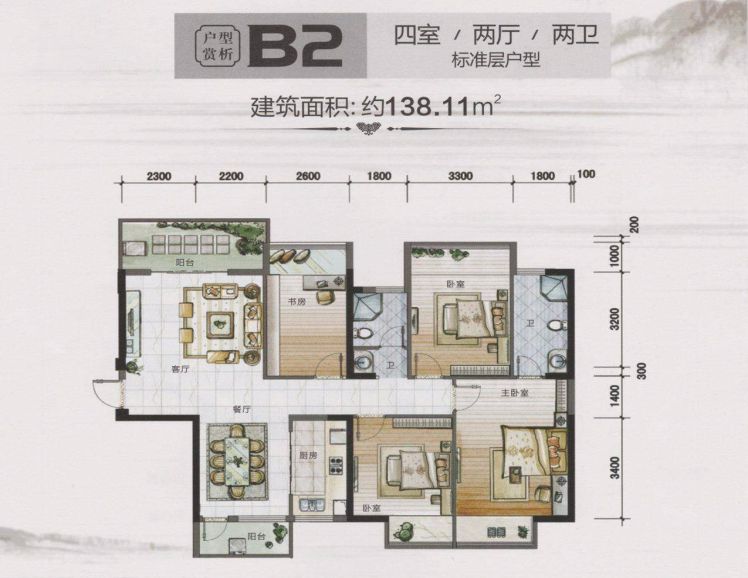 户型
赏析
B2
四室 / 两厅 / 两卫
标准层户型
建筑面积: 约138.11m²
2300 2200 2600 1800 3300 1800 100
200
1000
3200
300
1400
3400
阳台
书房
卧室
卫
卫
客厅
主卧室
餐厅
厨房
卧室
阳台